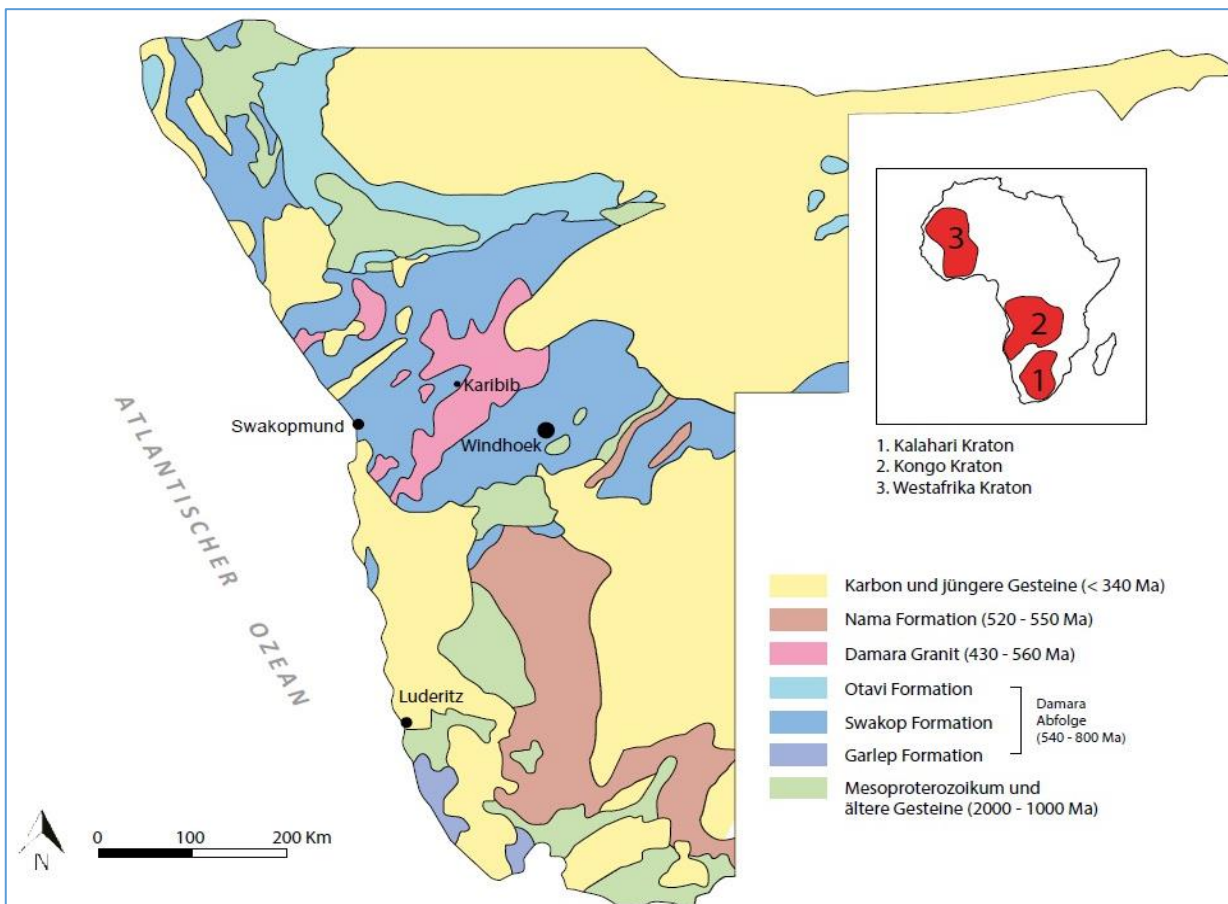 Karibib
Swakopmund
Windhoek
ATLANTISCHER OZEAN
Luderitz
N
0 100 200 Km
3
2
1
1. Kalahari Kraton
2. Kongo Kraton
3. Westafrika Kraton
Karbon und jüngere Gesteine (< 340 Ma)
Nama Formation (520 - 550 Ma)
Damara Granit (430 - 560 Ma)
Otavi Formation
Swakop Formation
Garlep Formation
Damara
Abfolge
(540 - 800 Ma)
Mesoproterozoikum und
ältere Gesteine (2000 - 1000 Ma)